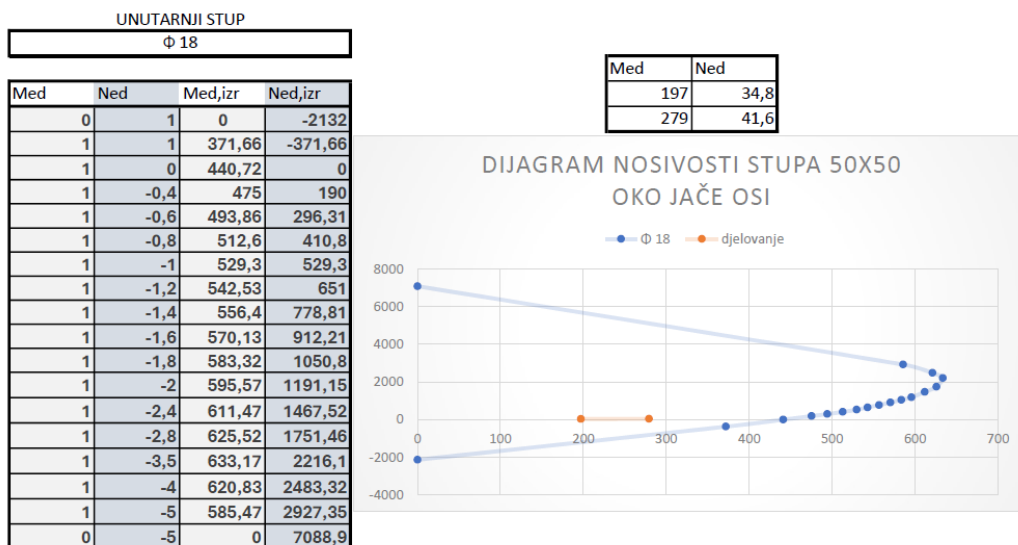 UNUTARNJI STUP
Φ 18
Med Ned
197 34,8
279 41,6
Med Ned Med,izr Ned,izr
0 1 0 -2132
1 1 371,66 -371,66
1 0 440,72 0
1 -0,4 475 190
1 -0,6 493,86 296,31
1 -0,8 512,6 410,8
1 -1 529,3 529,3
1 -1,2 542,53 651
1 -1,4 556,4 778,81
1 -1,6 570,13 912,21
1 -1,8 583,32 1050,8
1 -2 595,57 1191,15
1 -2,4 611,47 1467,52
1 -2,8 625,52 1751,46
1 -3,5 633,17 2216,1
1 -4 620,83 2483,32
1 -5 585,47 2927,35
0 -5 0 7088,9
DIJAGRAM NOSIVOSTI STUPA 50X50
OKO JAČE OSI
Φ 18 djelovanje
8000
6000
4000
2000
0
0 100 200 300 400 500 600 700
-2000
-4000